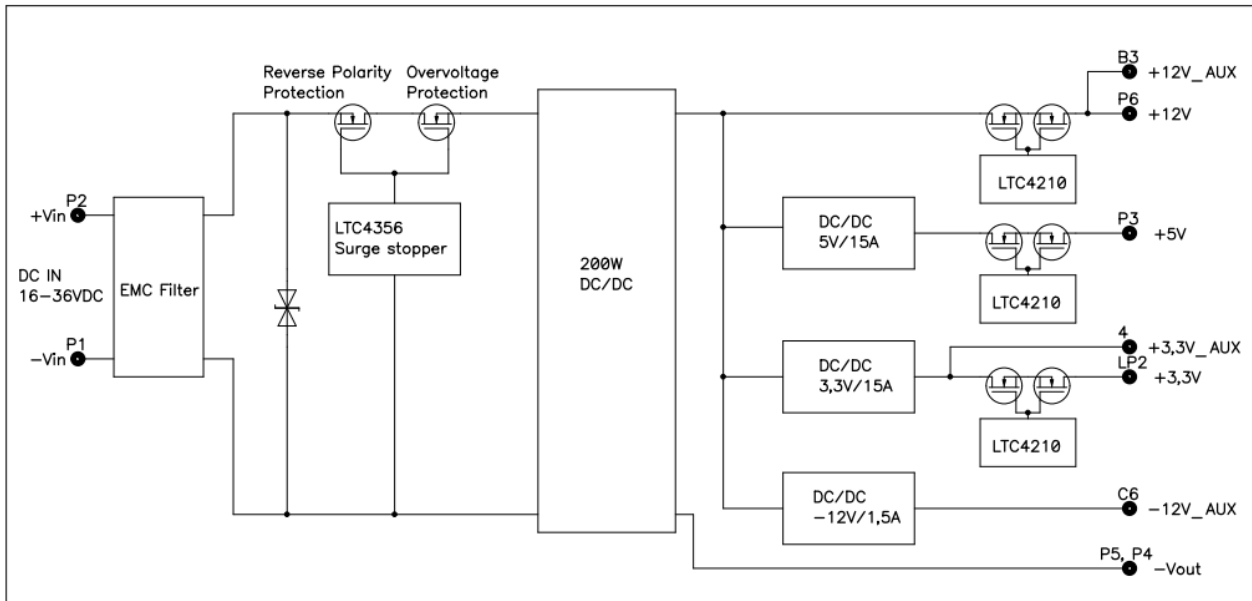 Reverse Polarity
Protection
Overvoltage
Protection
B3
+12V_AUX
P6
+12V
LTC4210
P2
+Vin
DC IN
16-36VDC
EMC Filter
P1
-Vin
LTC4356
Surge stopper
200W
DC/DC
DC/DC
5V/15A
P3
+5V
LTC4210
DC/DC
3,3V/15A
4
+3,3V_AUX
LP2
+3,3V
LTC4210
DC/DC
-12V/1,5A
C6
-12V_AUX
P5, P4
-Vout